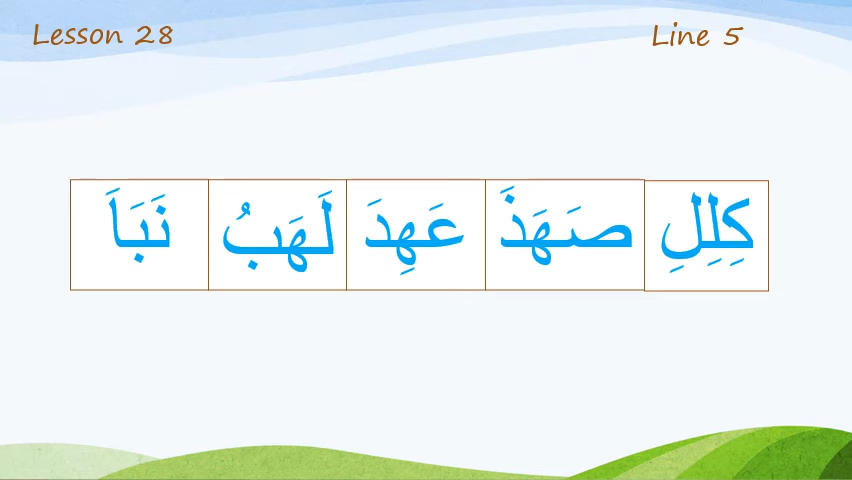 Lesson 28 Line 5
كِلِلِ صَهَذَ عَهِدَ لَهَبُ نَبَاَ